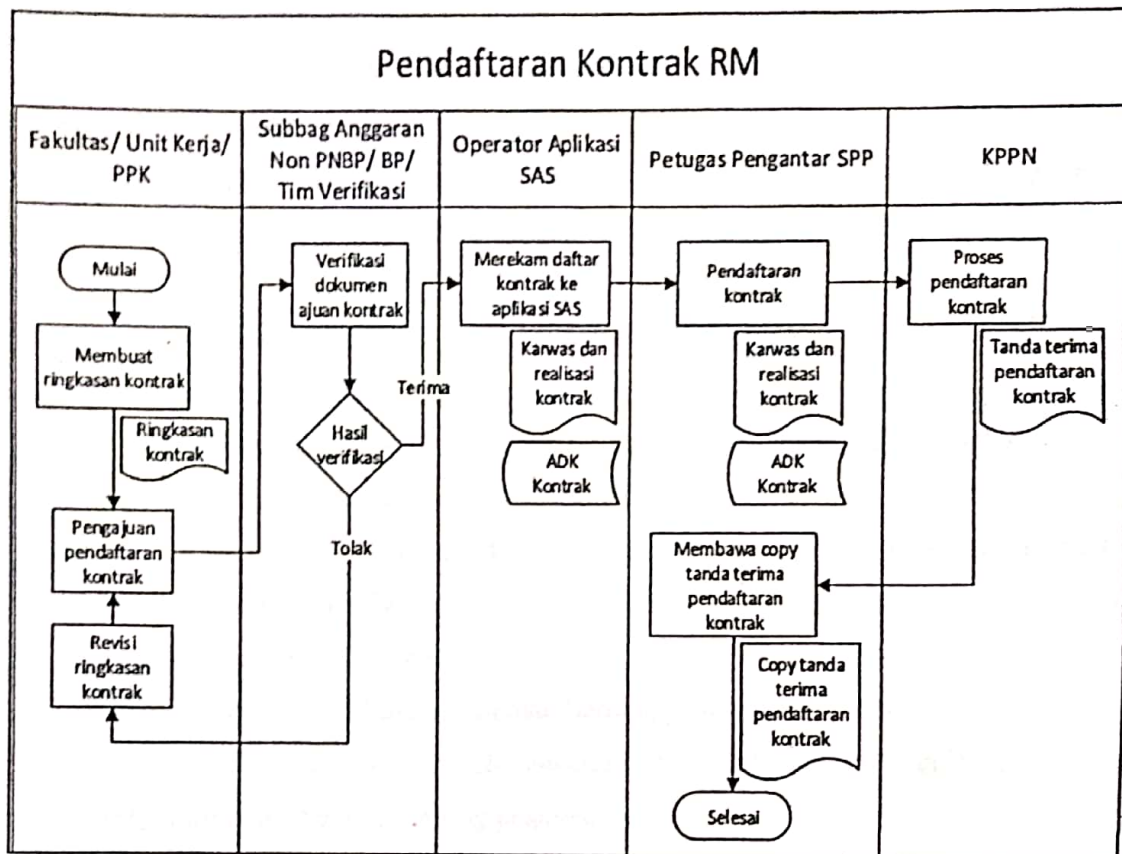 Pendaftaran Kontrak RM
Fakultas/ Unit Kerja/
PPK
Subbag Anggaran
Non PNBP/ BP/
Tim Verifikasi
Operator Aplikasi
SAS
Petugas Pengantar SPP
KPPN
Mulai
Membuat
ringkasan kontrak
Ringkasan
kontrak
Pengajuan
pendaftaran
kontrak
Revisi
ringkasan
kontrak
Verifikasi
dokumen
ajuan kontrak
Hasil
verifikasi
Terima
Tolak
Merekam daftar
kontrak ke
aplikasi SAS
Karwas dan
realisasi
kontrak
ADK
Kontrak
Pendaftaran
kontrak
Karwas dan
realisasi
kontrak
ADK
Kontrak
Membawa copy
tanda terima
pendaftaran
kontrak
Copy tanda
terima
pendaftaran
kontrak
Selesai
Proses
pendaftaran
kontrak
Tanda terima
pendaftaran
kontrak